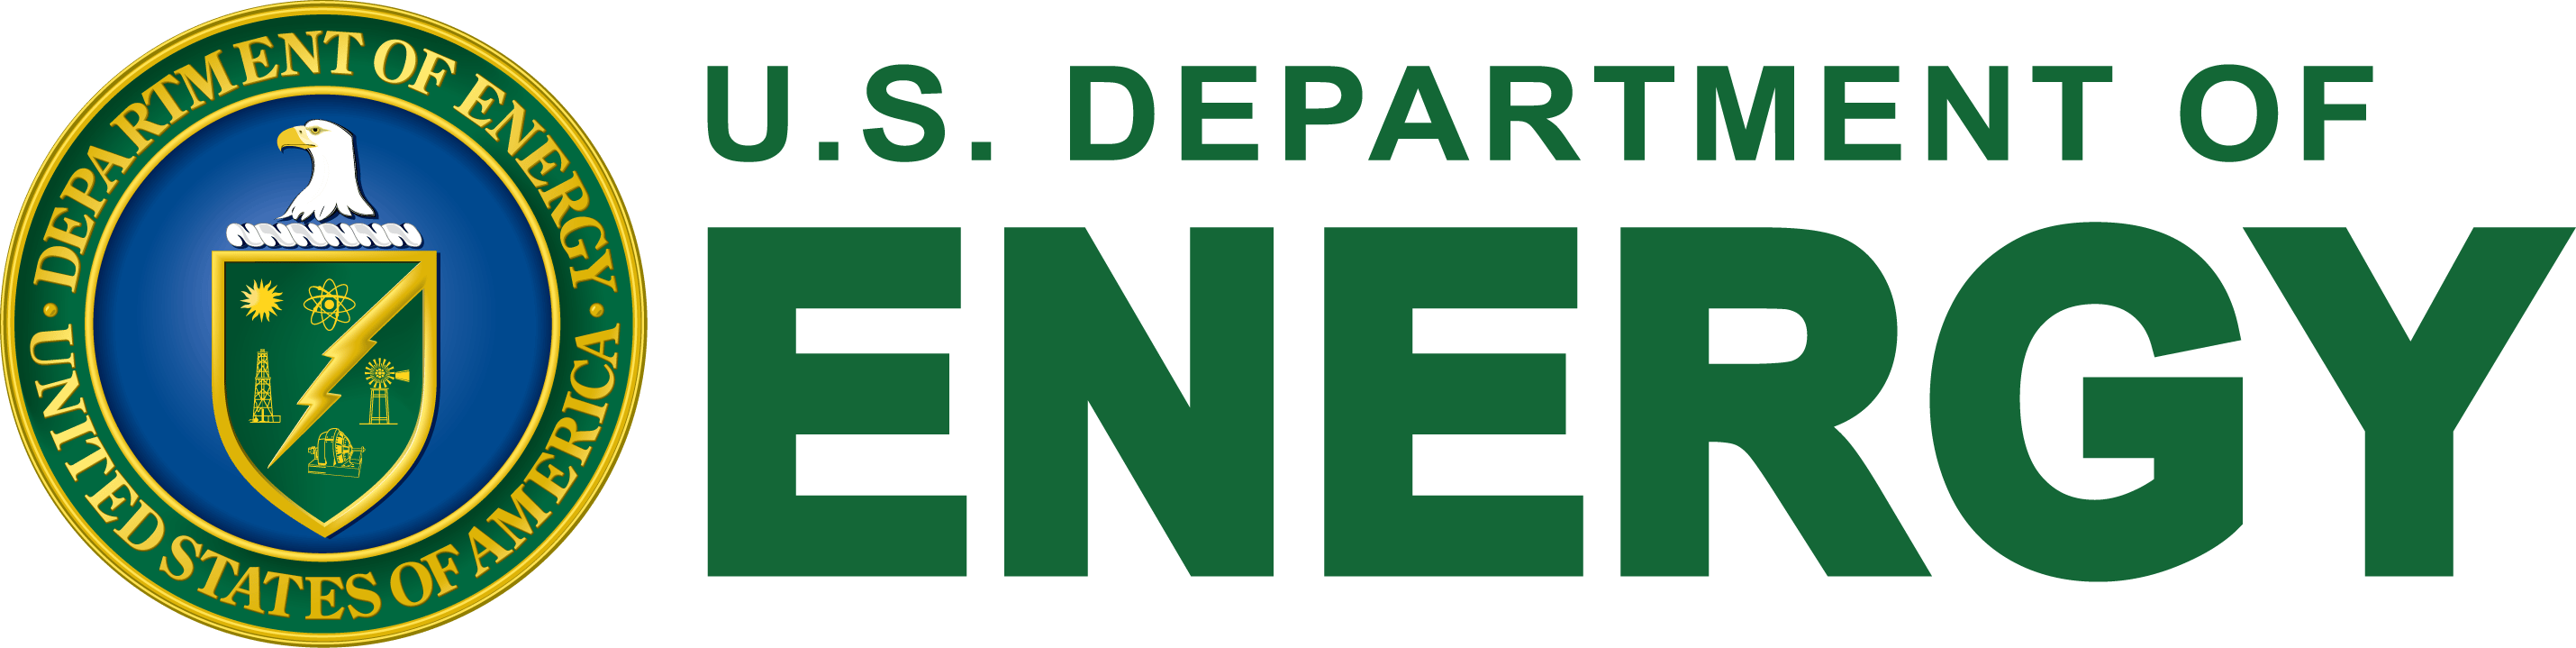 DEPARTMENT OF ENERGY
UNITED STATES OF AMERICA
U.S. DEPARTMENT OF
ENERGY